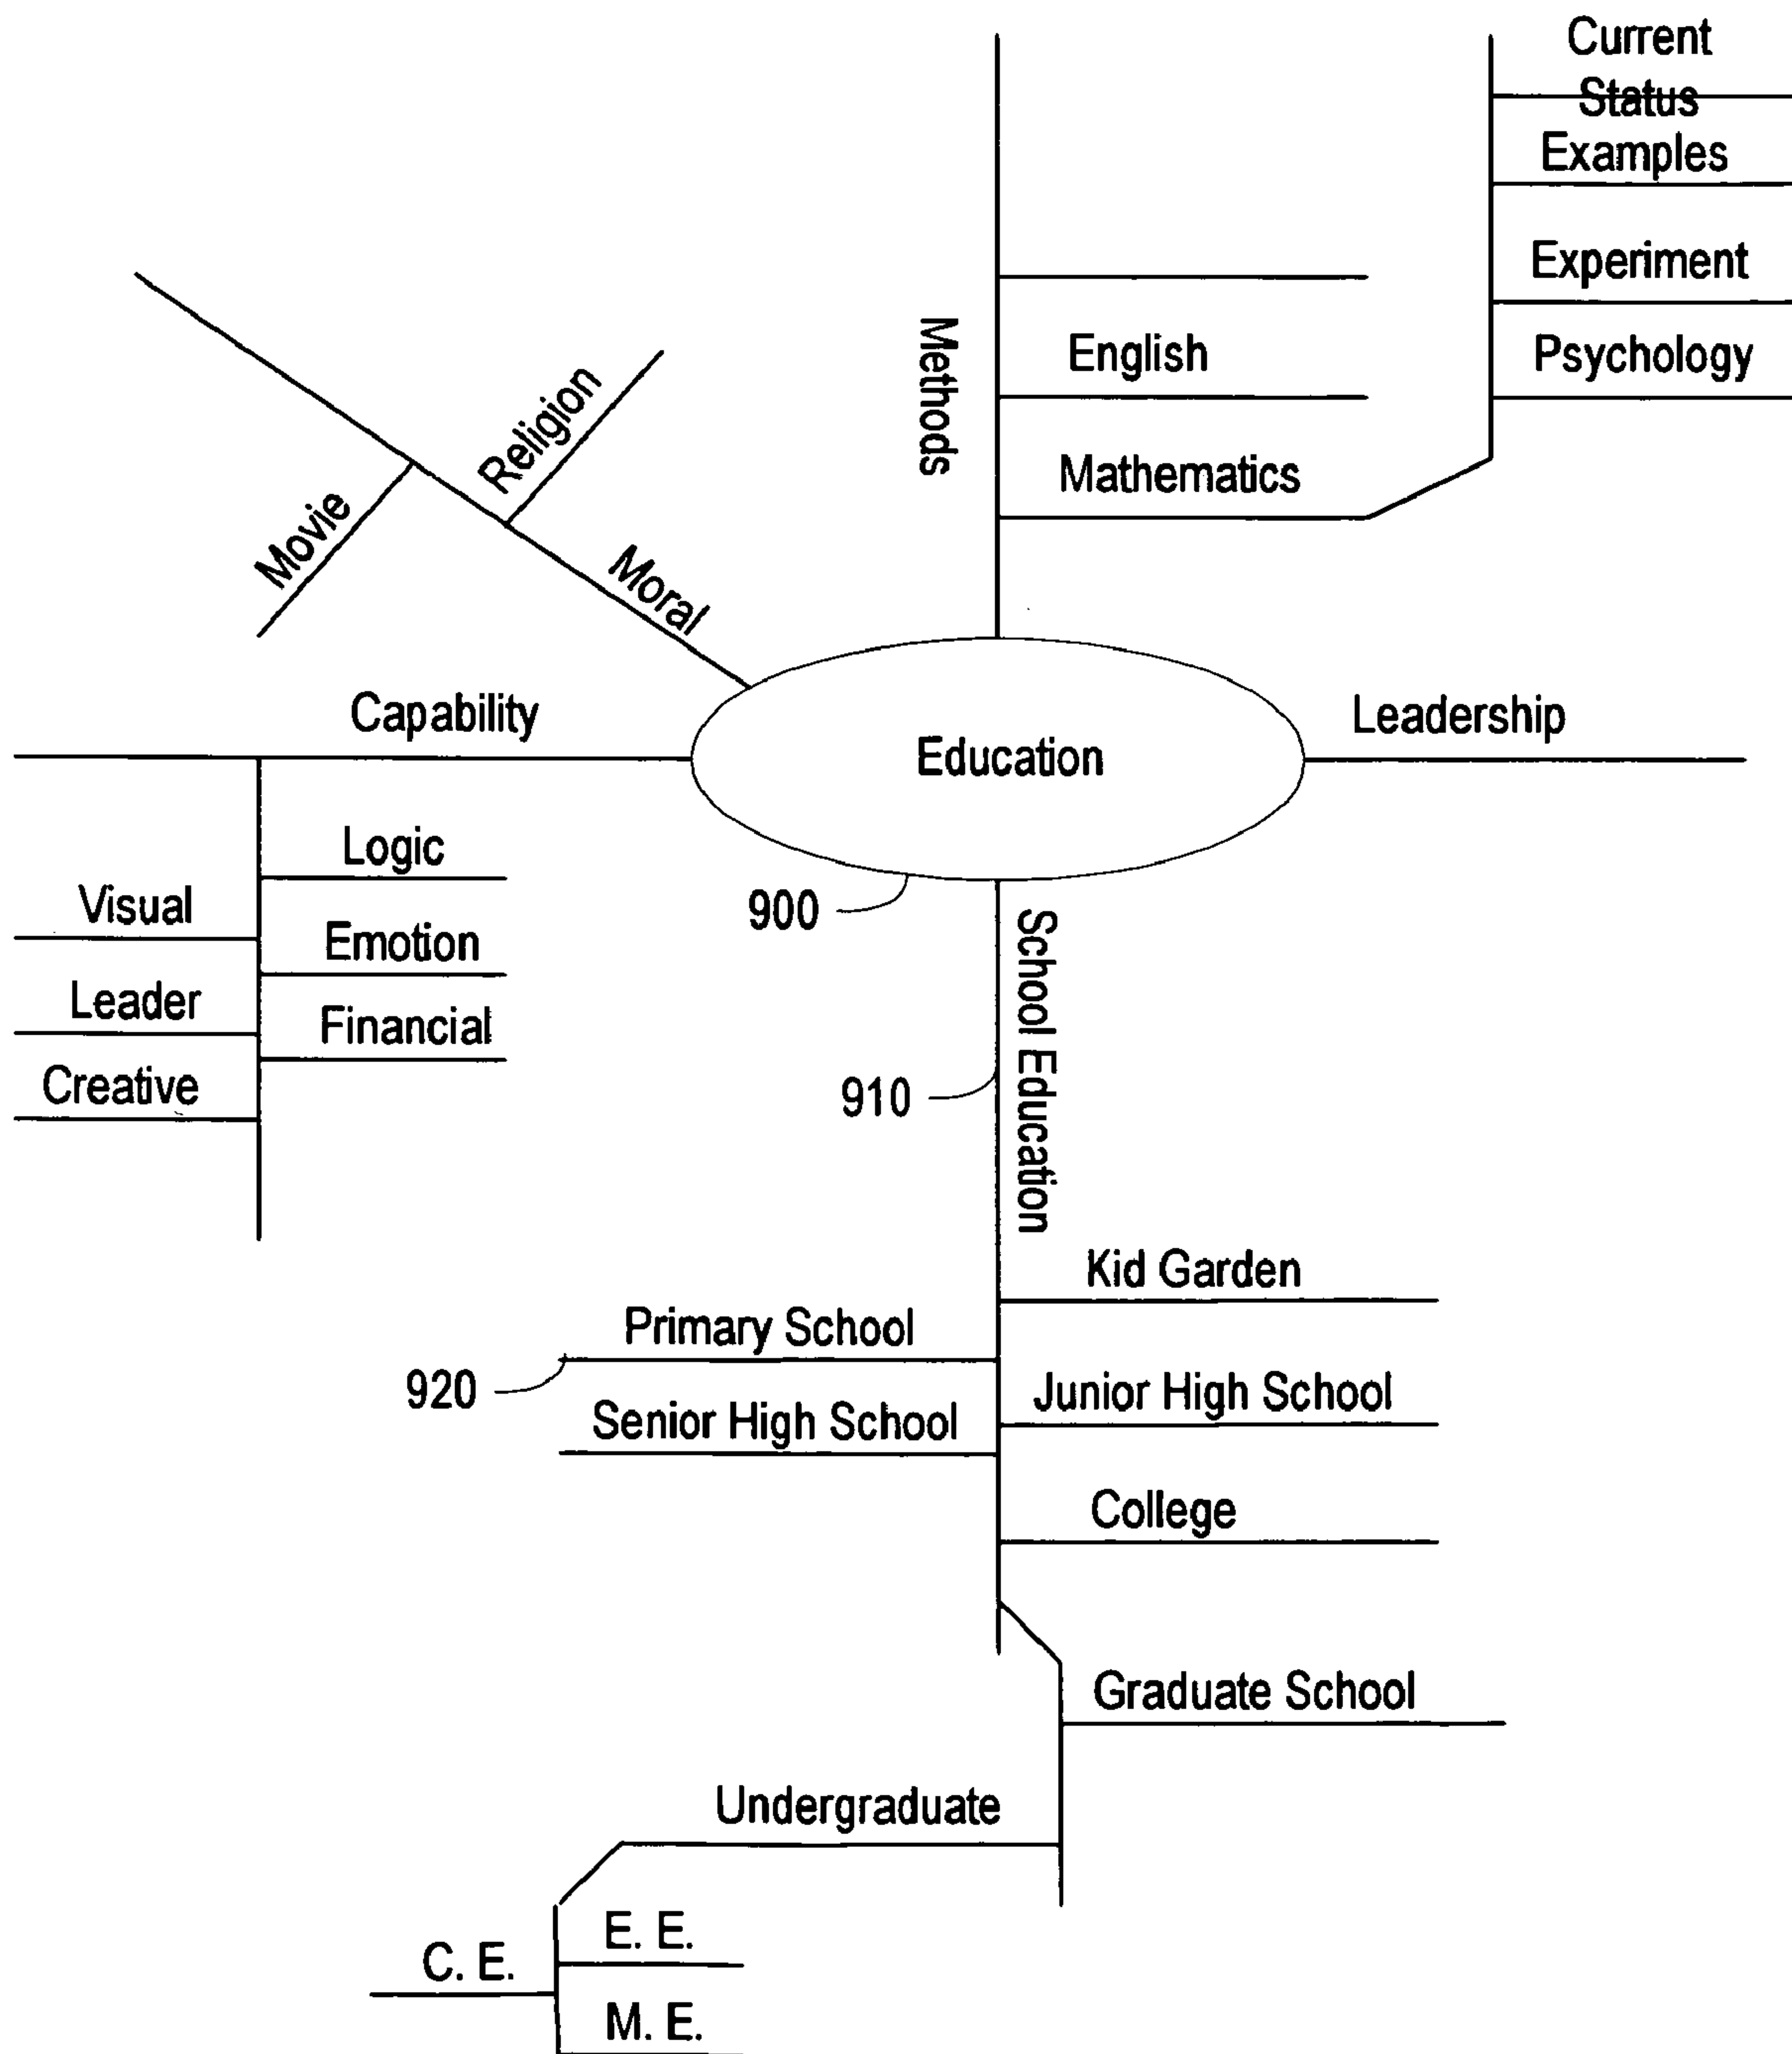 Current
Status
Examples
Experiment
Psychology
Methods
English
Mathematics
Religion
Movie
Moral
Capability
Education
Leadership
Logic
Visual
Emotion
Leader
Financial
Creative
900
School Education
910
Kid Garden
Primary School
920
Junior High School
Senior High School
College
Graduate School
Undergraduate
E. E.
C. E.
M. E.